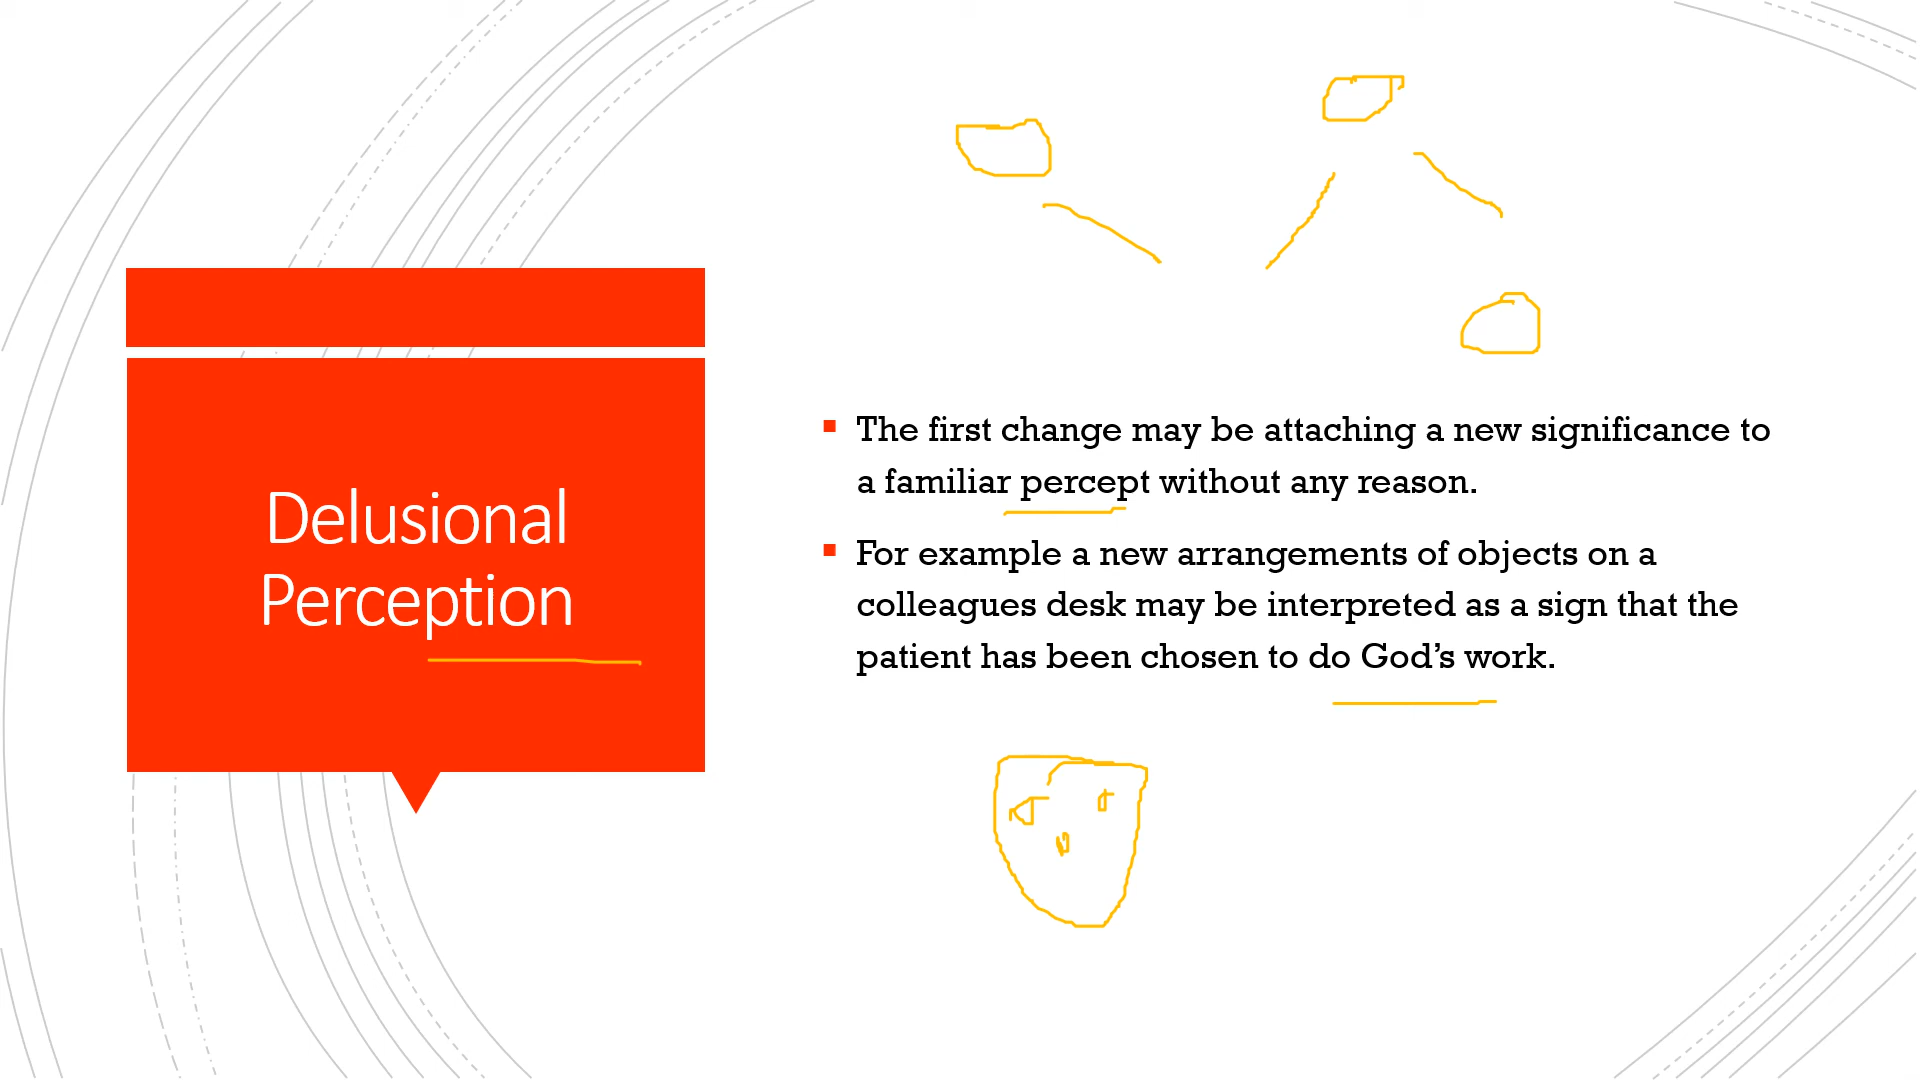 Delusional
Perception
The first change may be attaching a new significance to
a familiar percept without any reason.
For example a new arrangements of objects on a
colleagues desk may be interpreted as a sign that the
patient has been chosen to do God’s work.